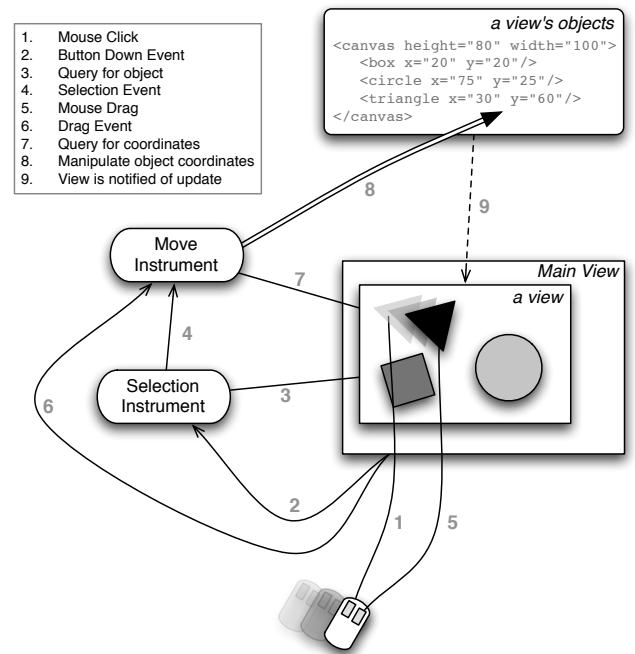 1. Mouse Click
2. Button Down Event
3. Query for object
4. Selection Event
5. Mouse Drag
6. Drag Event
7. Query for coordinates
8. Manipulate object coordinates
9. View is notified of update
a view's objects
<canvas height="80" width="100">
<box x="20" y="20"/>
<circle x="75" y="25"/>
<triangle x="30" y="60"/>
</canvas>
8
9
Move
Instrument
Main View
a view
7
4
Selection
Instrument
3
6
2
1
5